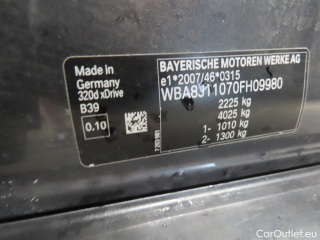 BAYERISCHE MOTOREN WERKE AG
e1*2007/46*0315
WBA8J11070FH09980
2225 kg
4025 kg
1- 1010 kg
2- 1300 kg
Made in
Germany
320d xDrive
B39
0.10
CarOutlet.eu